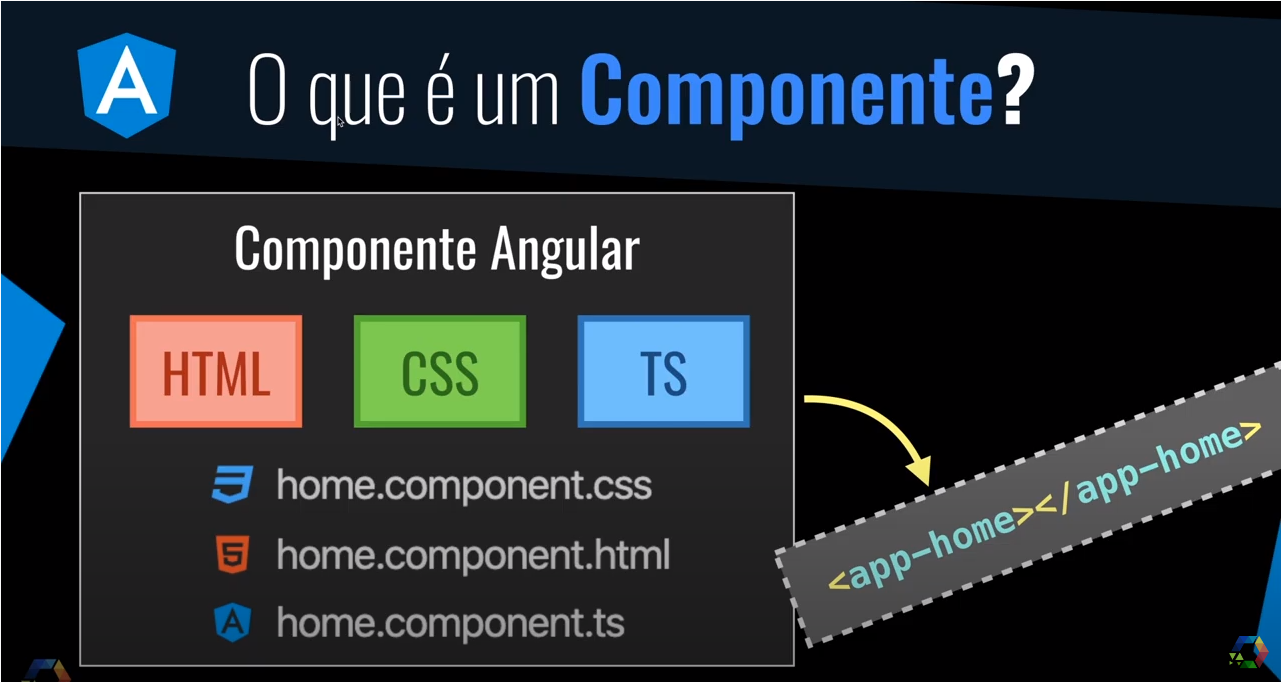 O que é um Componente?
Componente Angular
HTML CSS TS
home.component.css
home.component.html
home.component.ts
<app-home></app-home>